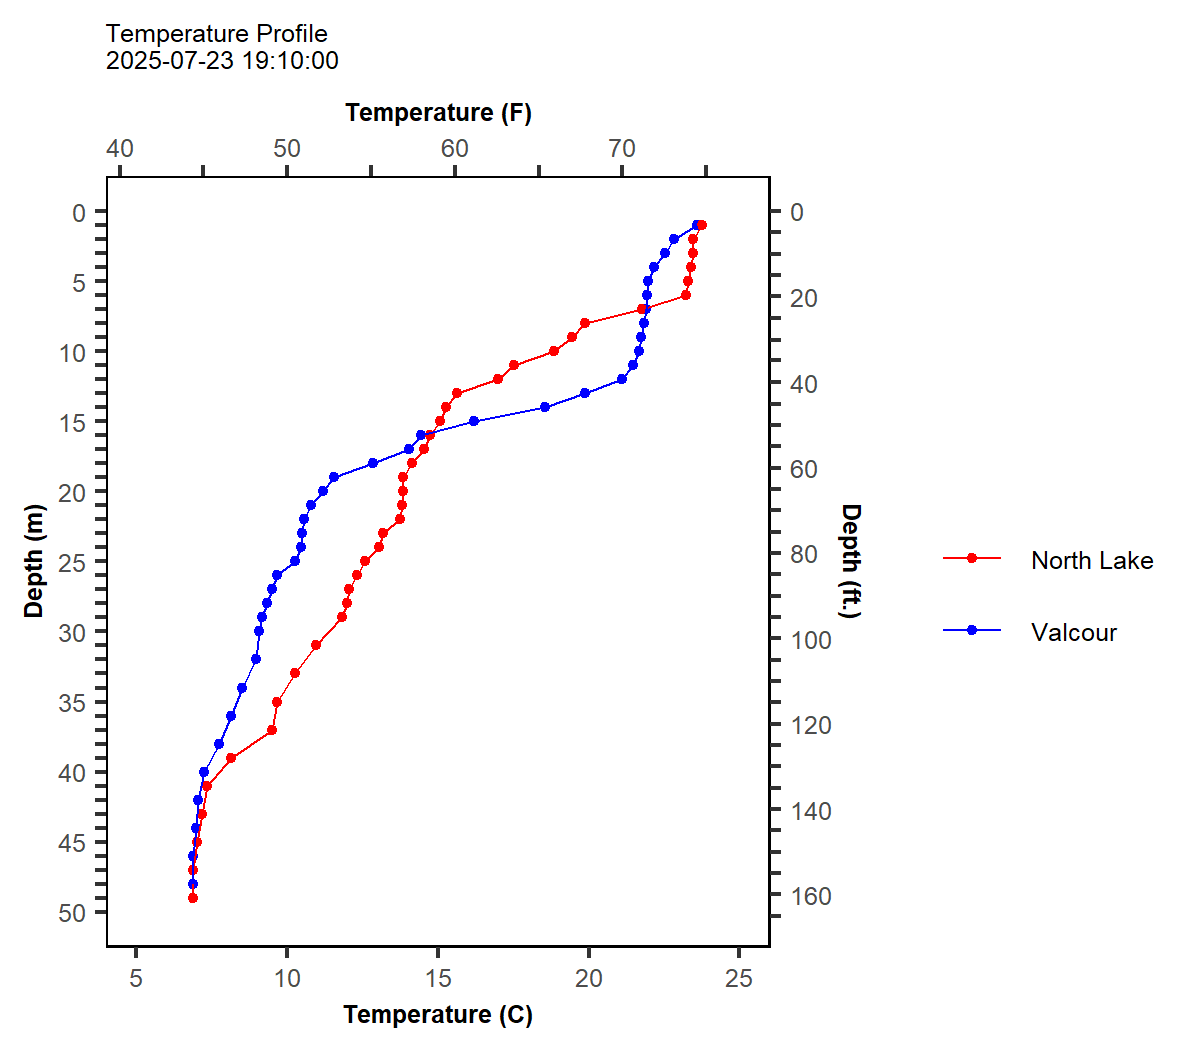 Temperature Profile
2025-07-23 19:10:00
Temperature (F)
40 50 60 70
0 5 10 15 20 25 30 35 40 45 50
Depth (m)
0 20 40 60 80 100 120 140 160
Depth (ft.)
North Lake
Valcour
5 10 15 20 25
Temperature (C)